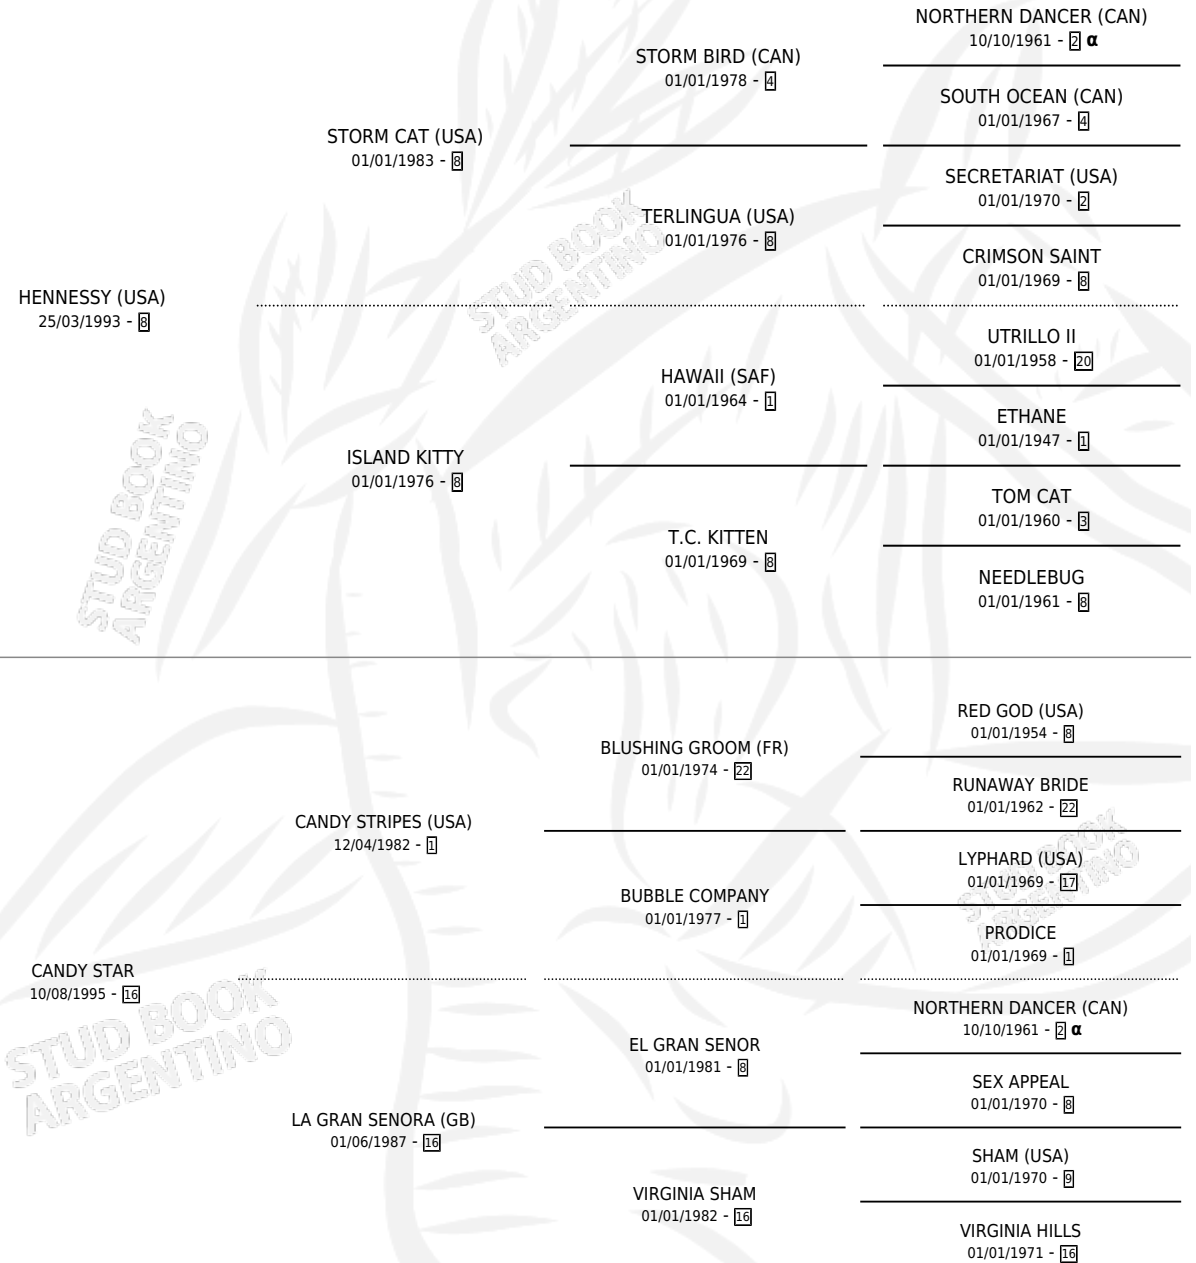 NORTHERN DANCER (CAN)
10/10/1961 - 2 α
STORM BIRD (CAN)
01/01/1978 - 4
SOUTH OCEAN (CAN)
01/01/1967 - 4
STORM CAT (USA)
01/01/1983 - 8
SECRETARIAT (USA)
01/01/1970 - 2
TERLINGUA (USA)
01/01/1976 - 8
CRIMSON SAINT
01/01/1969 - 8
HENNESSY (USA)
25/03/1993 - 8
UTRILLO II
01/01/1958 - 20
HAWAII (SAF)
01/01/1964 - 1
ETHANE
01/01/1947 - 1
ISLAND KITTY
01/01/1976 - 8
TOM CAT
01/01/1960 - 3
T.C. KITTEN
01/01/1969 - 8
NEEDLEBUG
01/01/1961 - 8
RED GOD (USA)
01/01/1954 - 8
BLUSHING GROOM (FR)
01/01/1974 - 22
RUNAWAY BRIDE
01/01/1962 - 22
CANDY STRIPES (USA)
12/04/1982 - 1
LYPHARD (USA)
01/01/1969 - 17
BUBBLE COMPANY
01/01/1977 - 1
PRODICE
01/01/1969 - 1
CANDY STAR
10/08/1995 - 16
NORTHERN DANCER (CAN)
10/10/1961 - 2 α
EL GRAN SENOR
01/01/1981 - 8
SEX APPEAL
01/01/1970 - 8
LA GRAN SENORA (GB)
01/06/1987 - 16
SHAM (USA)
01/01/1970 - 9
VIRGINIA SHAM
01/01/1982 - 16
VIRGINIA HILLS
01/01/1971 - 16
STUD BOOK
ARGENTINO
STUD BOOK
ARGENTINO
STUD BOOK
ARGENTINO
STUD BOOK
ARGENTINO